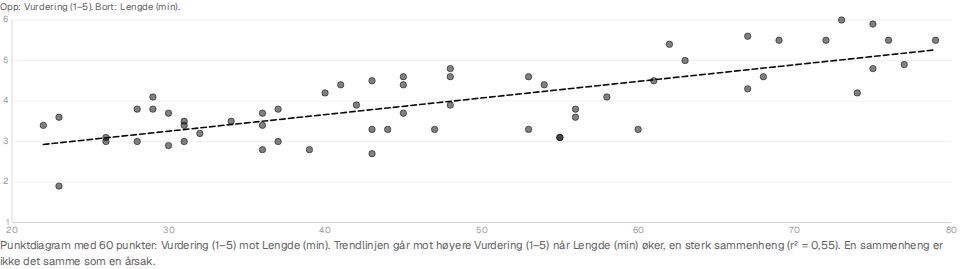 Opp: Vurdering (1–5). Bort: Lengde (min).
6
5
4
3
2
1
20 30 40 50 60 70 80
Punktdiagram med 60 punkter: Vurdering (1–5) mot Lengde (min). Trendlinjen går mot høyere Vurdering (1–5) når Lengde (min) øker, en sterk sammenheng (r² = 0,55). En sammenheng er
ikke det samme som en årsak.